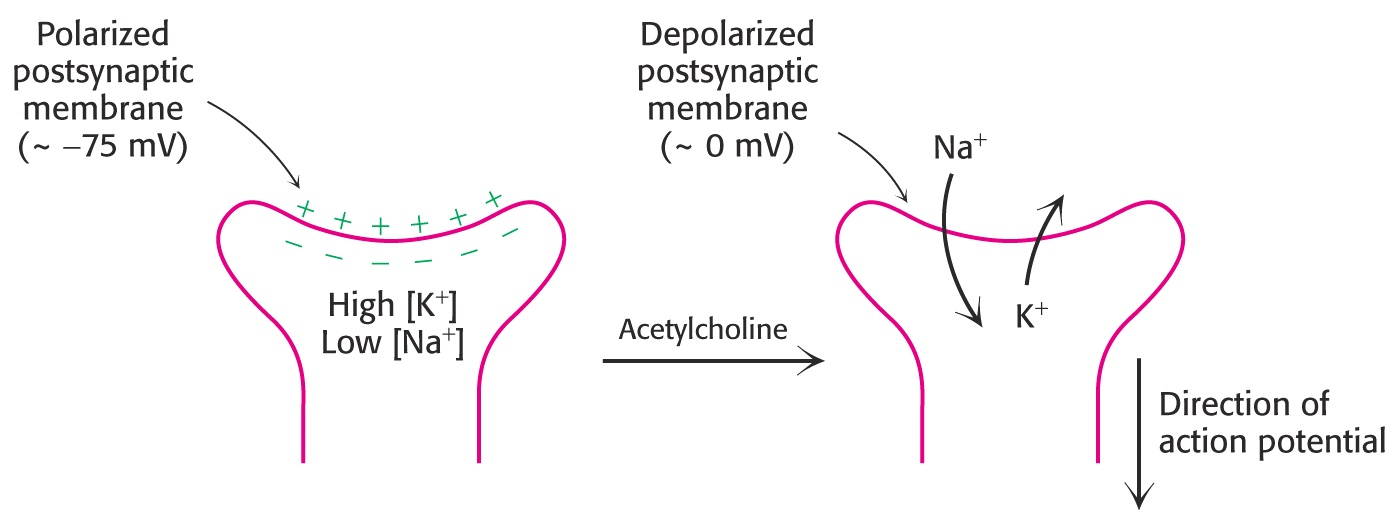 Polarized
postsynaptic
membrane
(~ −75 mV)
High [K⁺]
Low [Na⁺]
Acetylcholine
Depolarized
postsynaptic
membrane
(~ 0 mV)
Na⁺
K⁺
Direction of
action potential